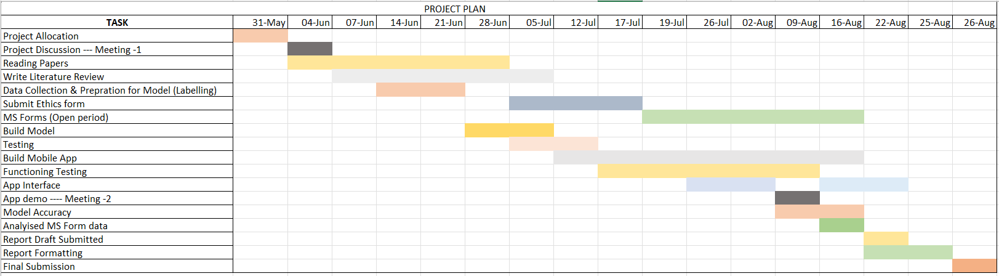 PROJECT PLAN
TASK 31-May 04-Jun 07-Jun 14-Jun 21-Jun 28-Jun 05-Jul 12-Jul 17-Jul 19-Jul 26-Jul 02-Aug 09-Aug 16-Aug 22-Aug 25-Aug 26-Aug
Project Allocation
Project Discussion --- Meeting -1
Reading Papers
Write Literature Review
Data Collection & Prepration for Model (Labelling)
Submit Ethics form
MS Forms (Open period)
Build Model
Testing
Build Mobile App
Functioning Testing
App Interface
App demo ---- Meeting -2
Model Accuracy
Analyised MS Form data
Report Draft Submitted
Report Formatting
Final Submission